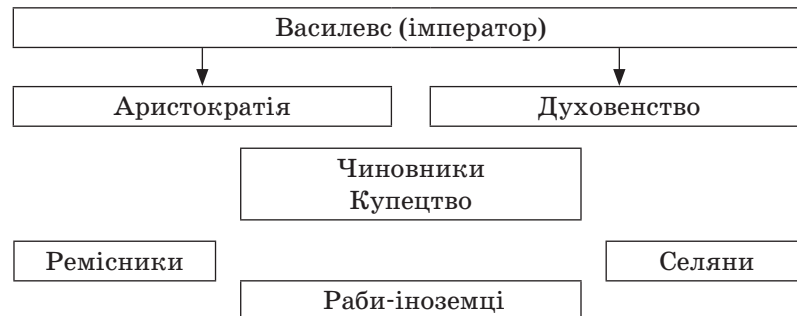 Василевс (імператор)
Аристократія
Духовенство
Чиновники
Купецтво
Ремісники
Селяни
Раби-іноземці